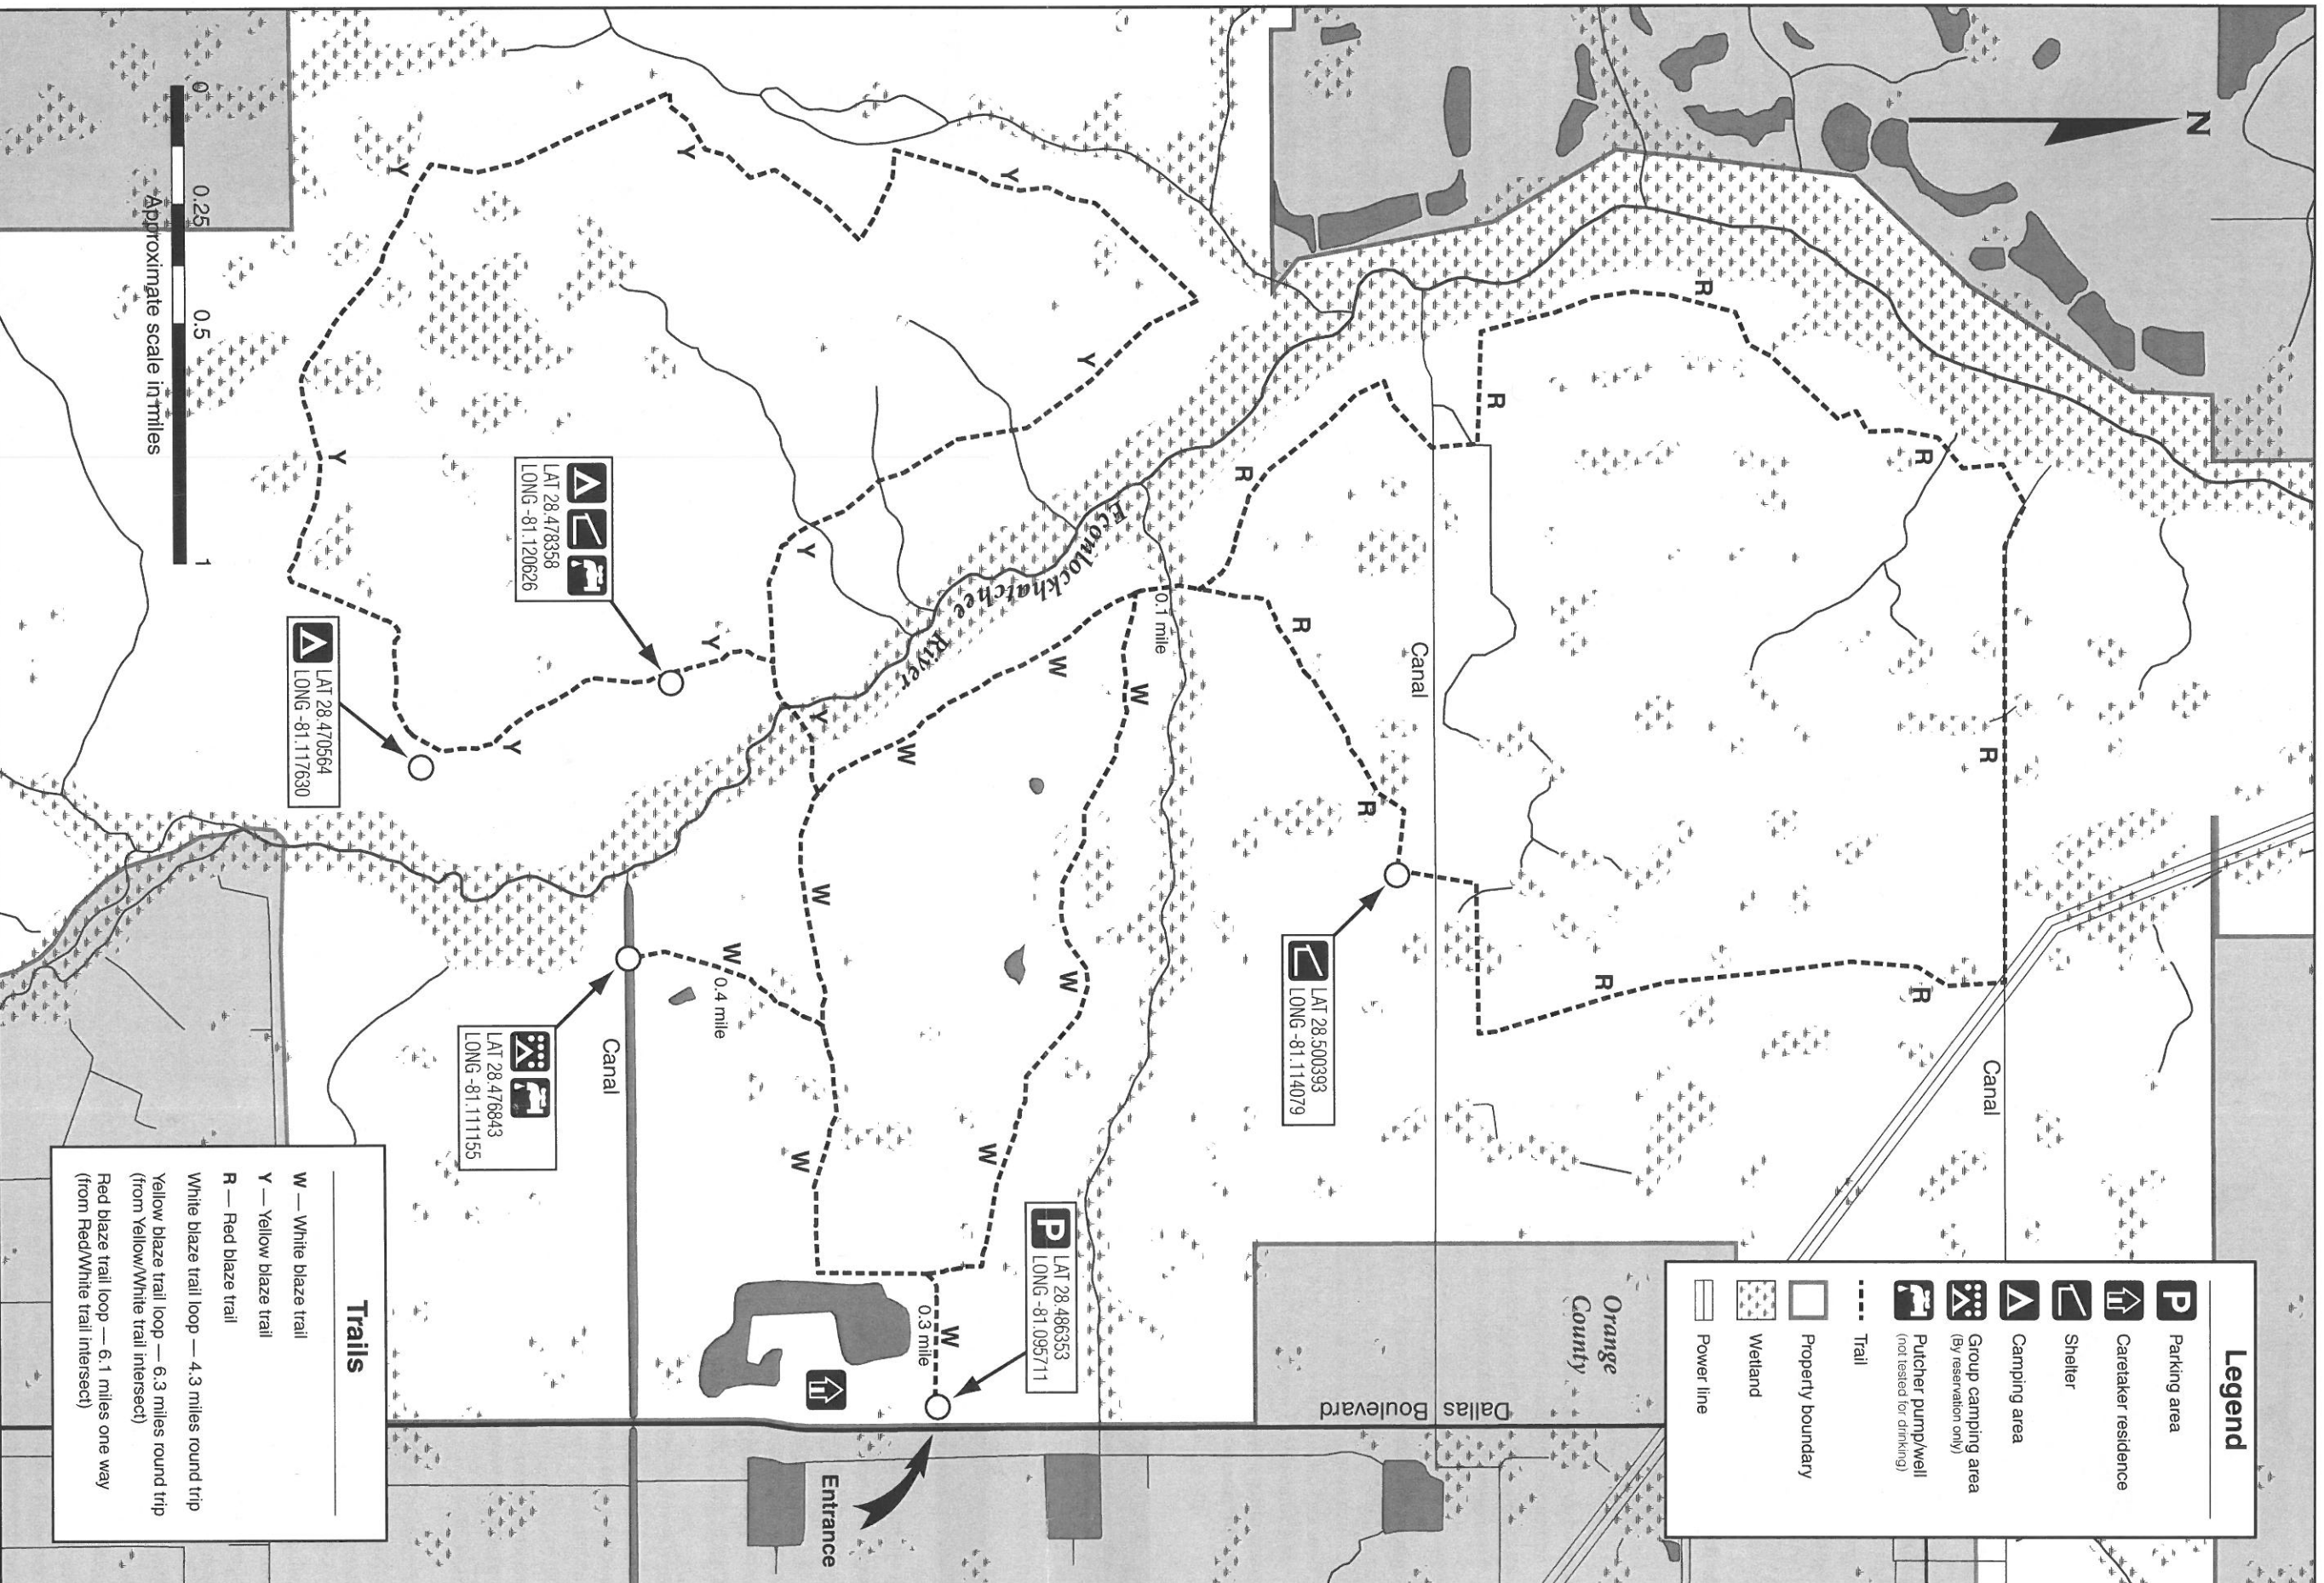 N
0
0.25
0.5
1
Approximate scale in miles
Y
Y
Y
Y
Y
Y
Y
Y
Y
LAT 28.478358
LONG -81.120626
LAT 28.470564
LONG -81.117630
Econlockhatchee River
0.1 mile
R
R
R
R
R
R
R
R
R
Canal
Canal
LAT 28.500393
LONG -81.114079
W
W
W
W
W
W
W
W
W
0.4 mile
Canal
LAT 28.476843
LONG -81.111155
P
LAT 28.486353
LONG -81.095711
0.3 mile
Entrance
Dallas Boulevard
Orange
County
Legend
P Parking area
Caretaker residence
Shelter
Camping area
Group camping area
(By reservation only)
Putcher pump/well
(not tested for drinking)
Trail
Property boundary
Wetland
Power line
Trails
W — White blaze trail
Y — Yellow blaze trail
R — Red blaze trail
White blaze trail loop — 4.3 miles round trip
Yellow blaze trail loop — 6.3 miles round trip
(from Yellow/White trail intersect)
Red blaze trail loop — 6.1 miles one way
(from Red/White trail intersect)